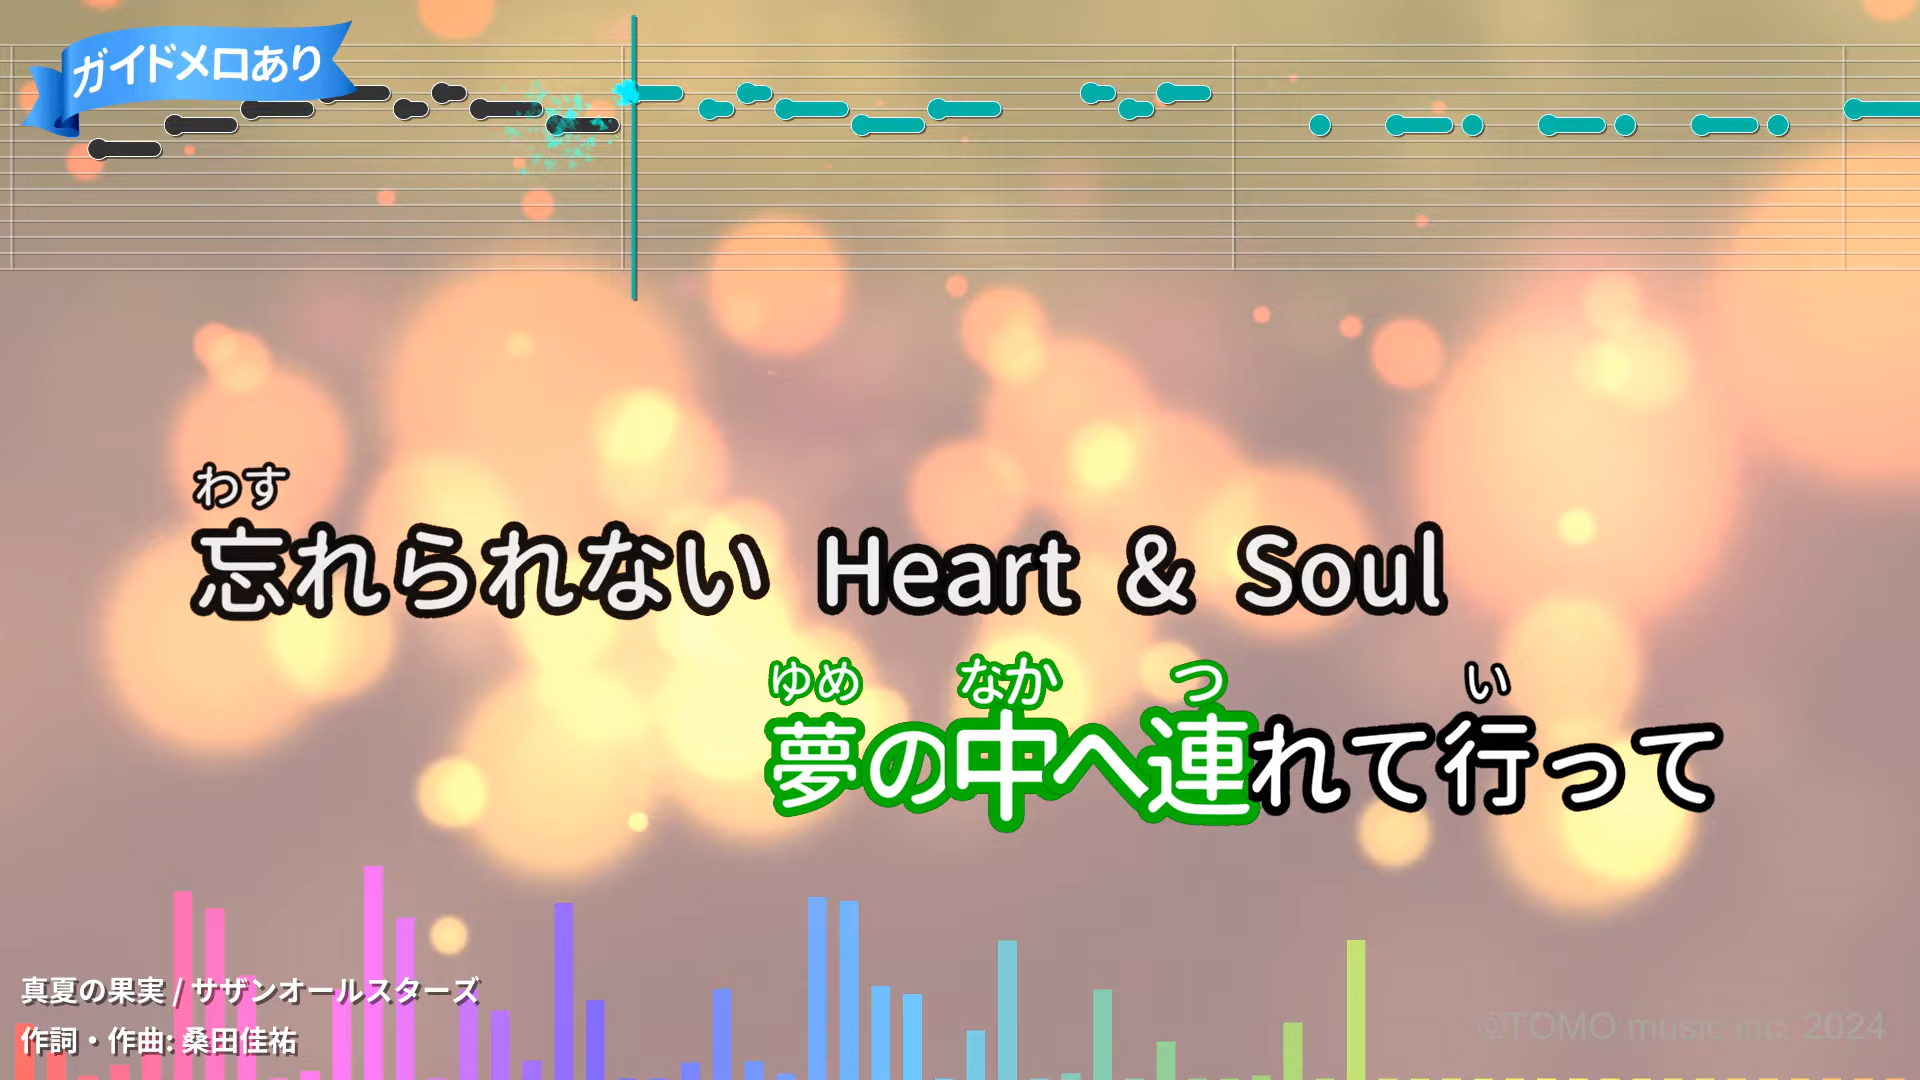 ガイドメロあり
わす
忘れられない Heart & Soul
ゆめ なか つ い
夢の中へ連れて行って
真夏の果実 / サザンオールスターズ
作詞・作曲: 桑田佳祐
©TOMO music inc. 2024